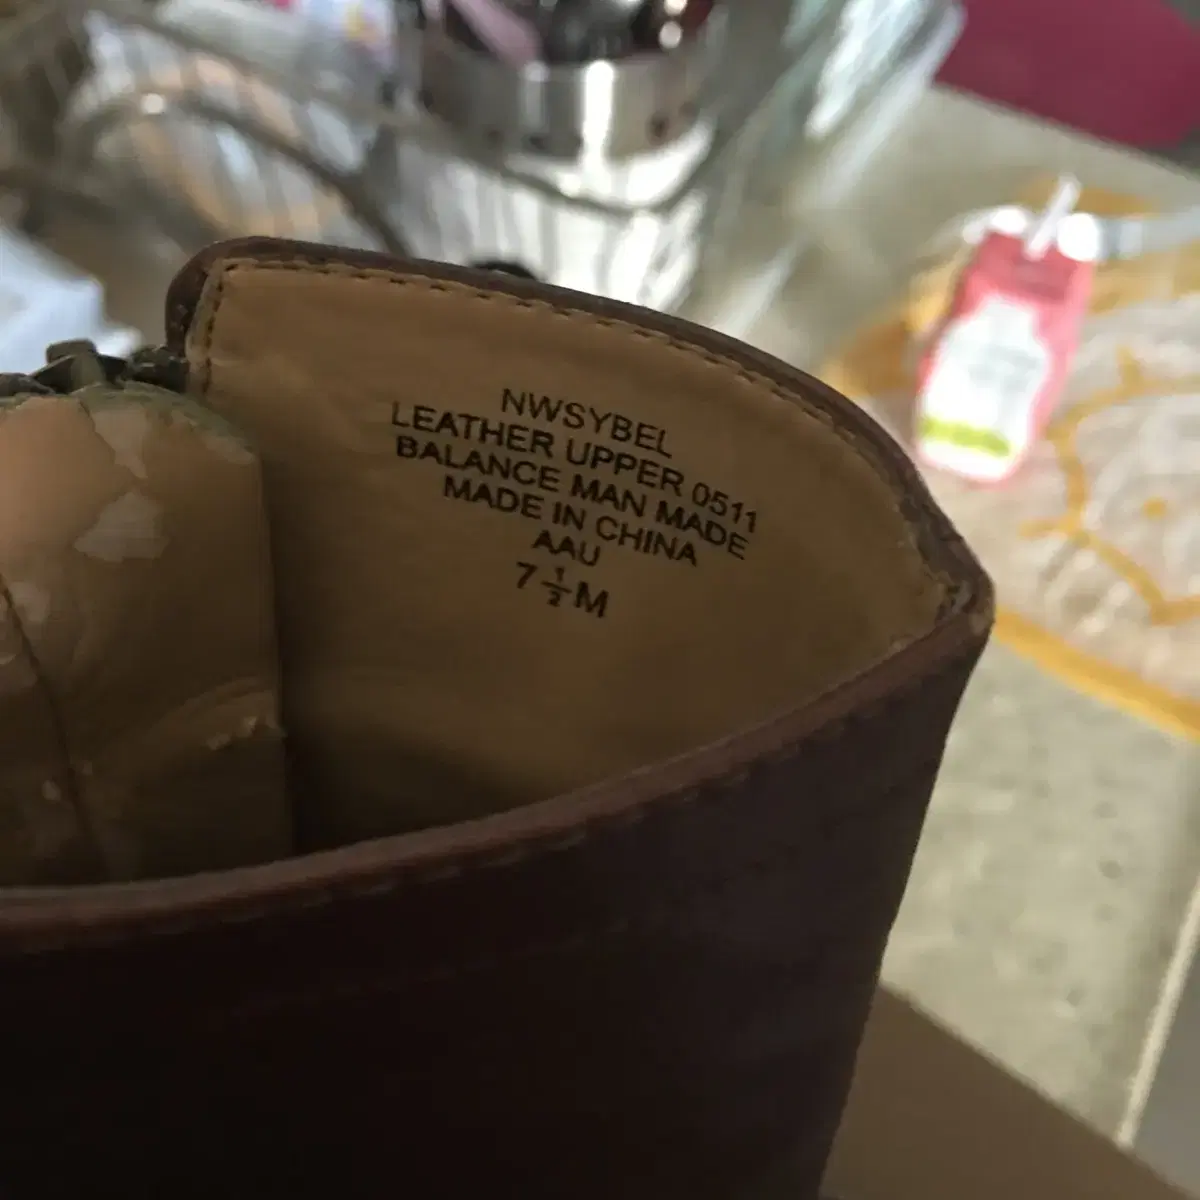 NWSYBEL
LEATHER UPPER 0511
BALANCE MAN MADE
MADE IN CHINA
AAU
7 ½ M